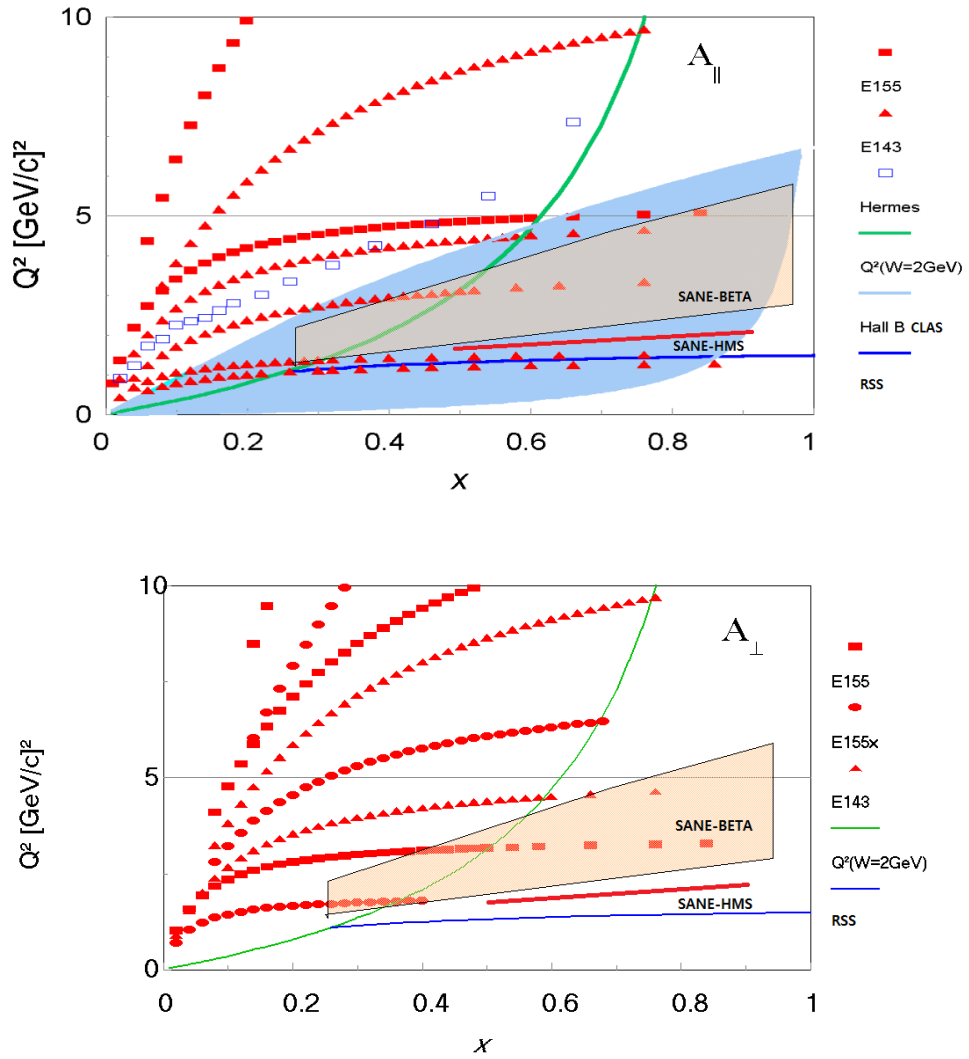 10
A∥
E155
E143
Q² [GeV/c]²
Hermes
5
Q²(W=2GeV)
SANE-BETA
Hall B CLAS
SANE-HMS
RSS
0
0 0.2 0.4 0.6 0.8 1
x
10
A⊥
E155
E155x
E143
Q² [GeV/c]²
5
SANE-BETA
Q²(W=2GeV)
SANE-HMS
RSS
0
0 0.2 0.4 0.6 0.8 1
x